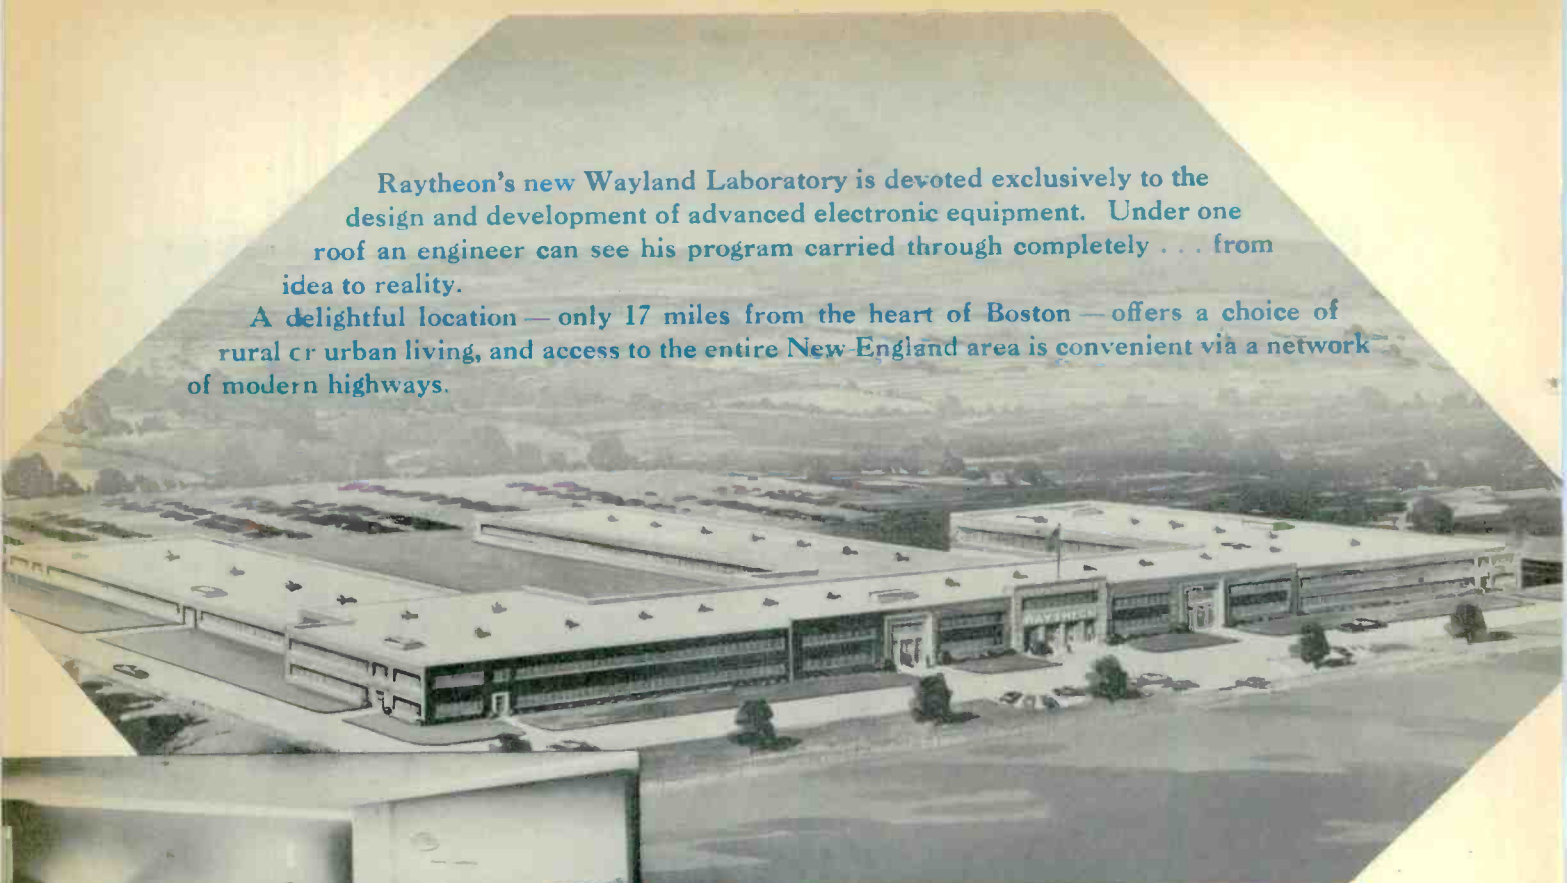 Raytheon's new Wayland Laboratory is devoted exclusively to the
design and development of advanced electronic equipment. Under one
roof an engineer can see his program carried through completely . . . from
idea to reality.
A delightful location — only 17 miles from the heart of Boston — offers a choice of
rural cr urban living, and access to the entire New England area is convenient via a network
of modern highways.